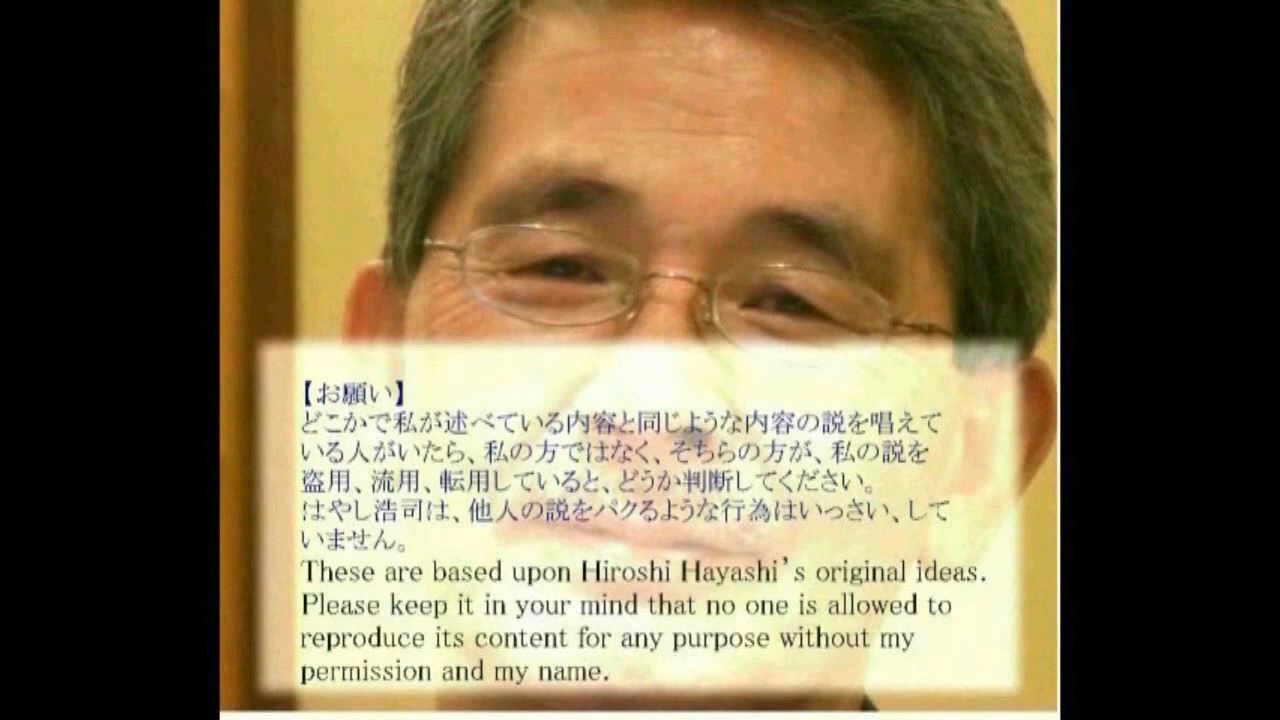 【お願い】
どこかで私が述べている内容と同じような内容の説を唱えて
いる人がいたら、私の方ではなく、そちらの方が、私の説を
盗用、流用、転用していると、どうか判断してください。
はやし浩司は、他人の説をパクるような行為はいっさい、して
いません。
These are based upon Hiroshi Hayashi’s original ideas.
Please keep it in your mind that no one is allowed to
reproduce its content for any purpose without my
permission and my name.